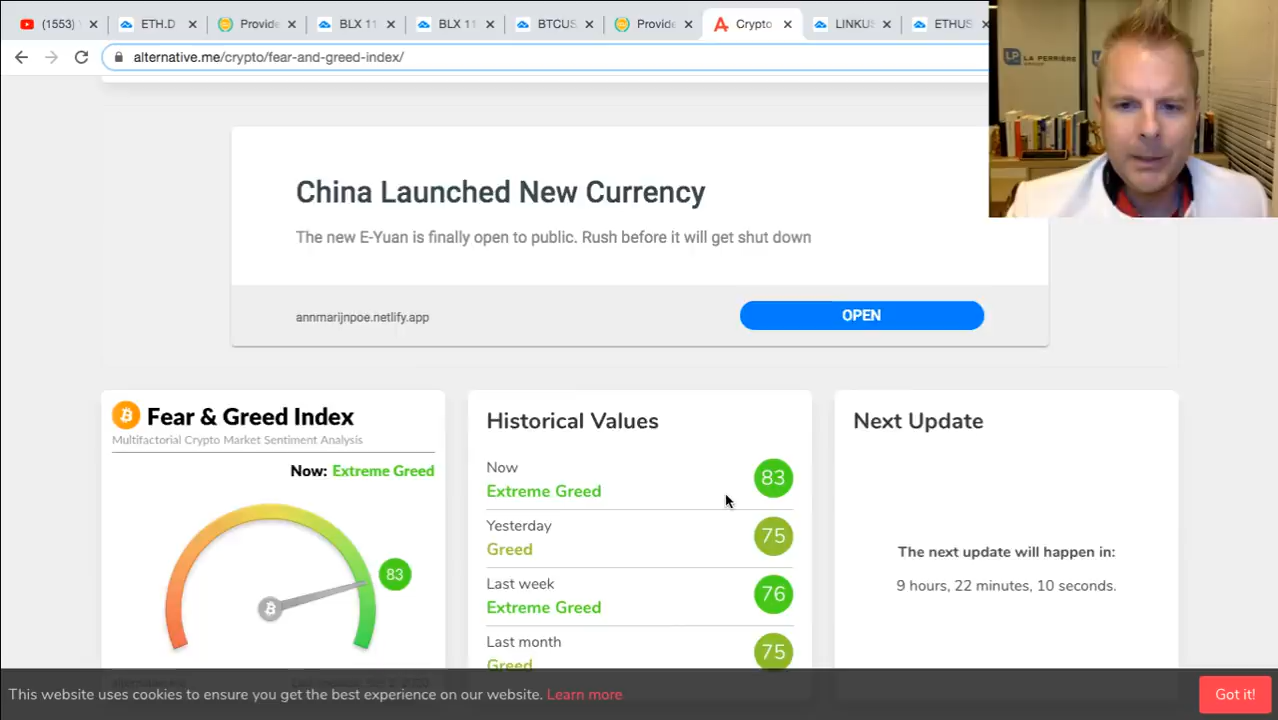 (1553)
ETH.D
Provide
BLX 11
BLX 11
BTCUS
Provide
Crypto
LINKUS
ETHUS
alternative.me/crypto/fear-and-greed-index/
LP LA PERRIERE
GROUP
China Launched New Currency
The new E-Yuan is finally open to public. Rush before it will get shut down
annmarijnpoe.netlify.app
OPEN
Fear & Greed Index
Multifactorial Crypto Market Sentiment Analysis
Now: Extreme Greed
83
Historical Values
Now
Extreme Greed
83
Yesterday
Greed
75
Last week
Extreme Greed
76
Last month
Greed
75
Next Update
The next update will happen in:
9 hours, 22 minutes, 10 seconds.
This website uses cookies to ensure you get the best experience on our website. Learn more
Got it!